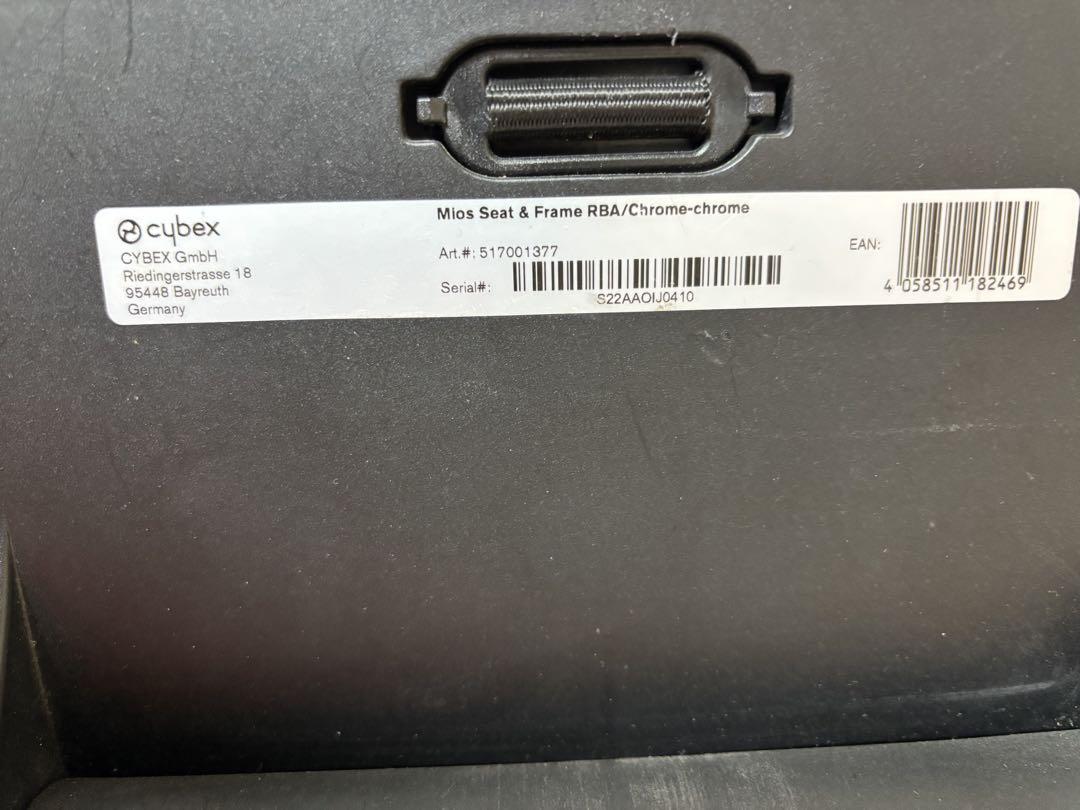 cybex
CYBEX GmbH
Riedingerstrasse 18
95448 Bayreuth
Germany
Mios Seat & Frame RBA/Chrome-chrome
Art.#: 517001377
Serial#:
S22AAOIJ0410
EAN:
4 058511 182469